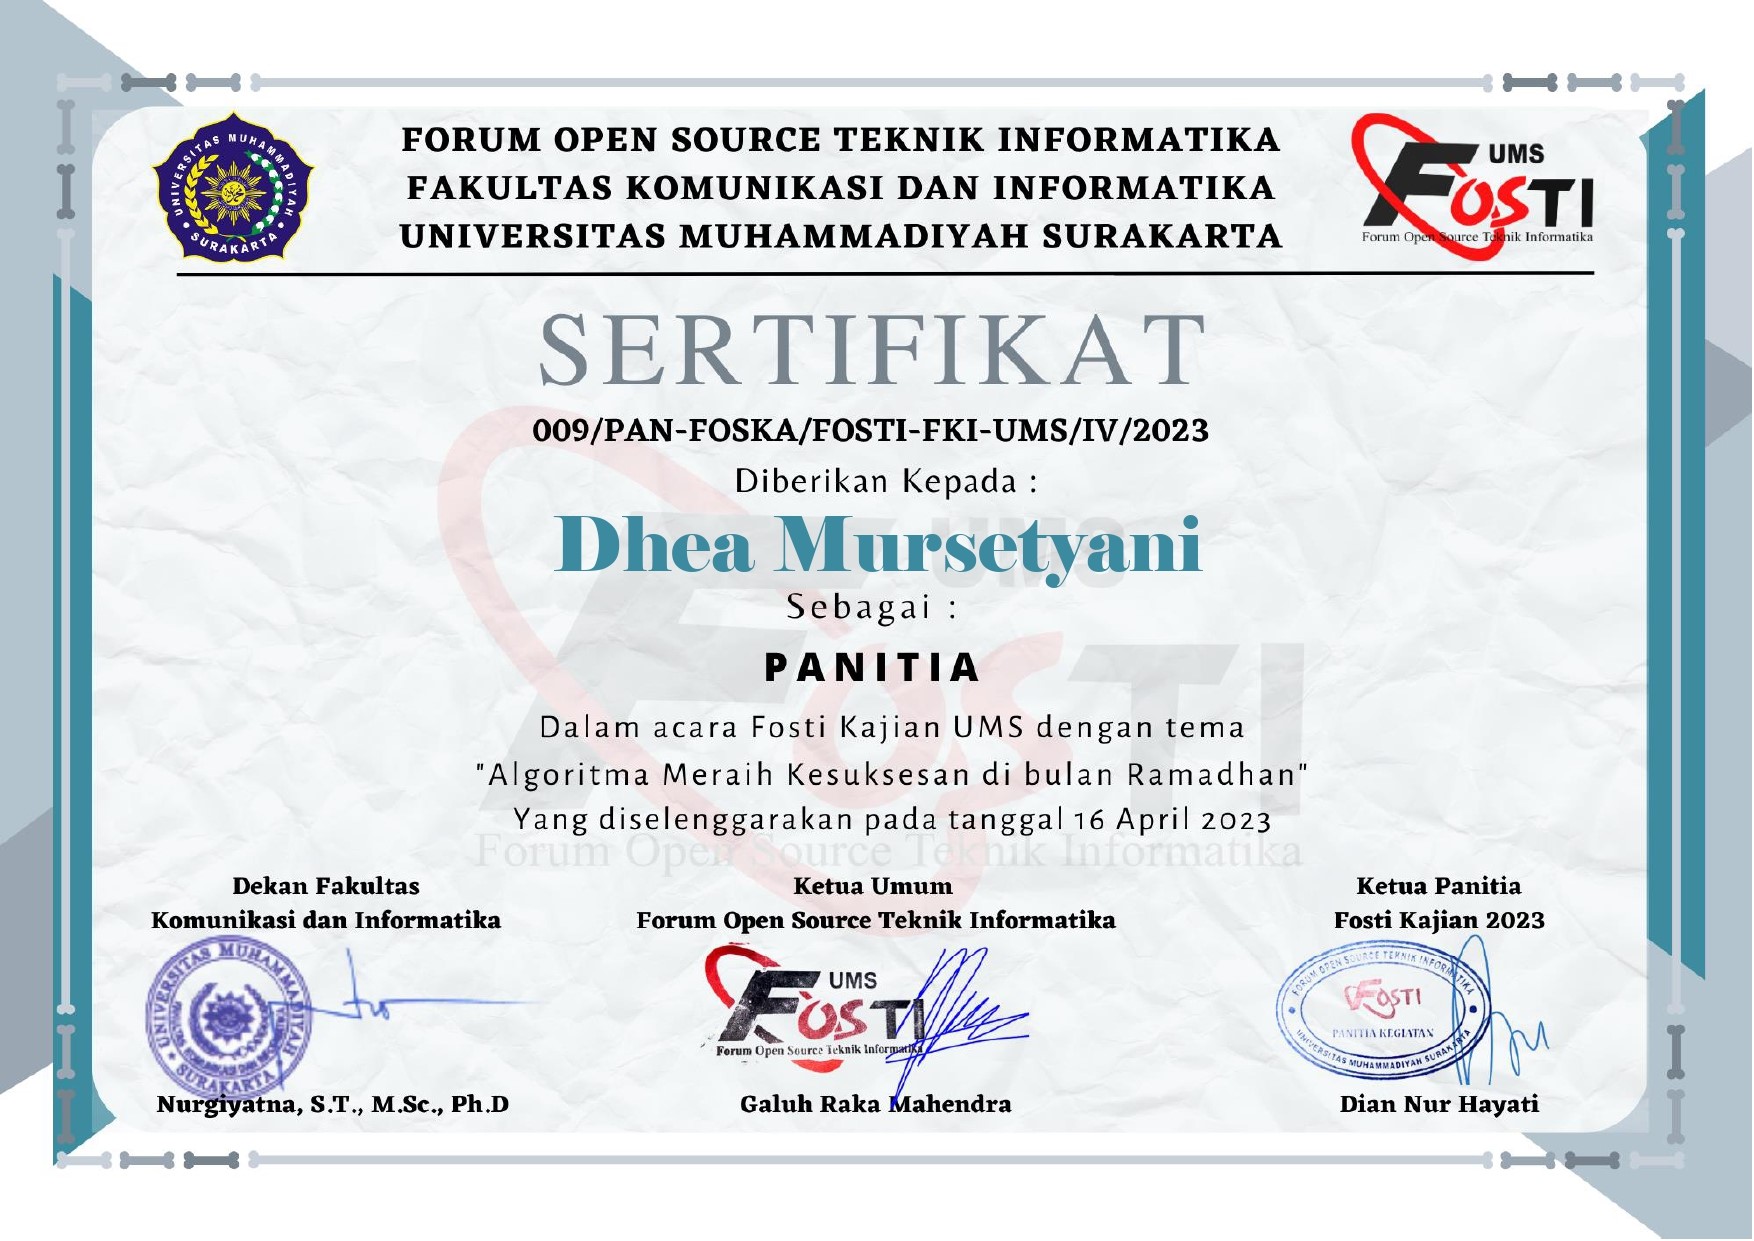 UNIVERSITAS MUHAMMADIYAH
SURAKARTA
FORUM OPEN SOURCE TEKNIK INFORMATIKA
FAKULTAS KOMUNIKASI DAN INFORMATIKA
UNIVERSITAS MUHAMMADIYAH SURAKARTA
UMS
FOSTI
Forum Open Source Teknik Informatika
SERTIFIKAT
009/PAN-FOSKA/FOSTI-FKI-UMS/IV/2023
Diberikan Kepada :
Dhea Mursetyani
Sebagai :
PANITIA
Dalam acara Fosti Kajian UMS dengan tema
"Algoritma Meraih Kesuksesan di bulan Ramadhan"
Yang diselenggarakan pada tanggal 16 April 2023
UMS
FOSTI
Forum Open Source Teknik Informatika
Dekan Fakultas
Komunikasi dan Informatika
UNIVERSITAS MUHAMMADIYAH
SURAKARTA
Nurgiyatna, S.T., M.Sc., Ph.D
Ketua Umum
Forum Open Source Teknik Informatika
UMS
FOSTI
Forum Open Source Teknik Informatika
Galuh Raka Mahendra
Ketua Panitia
Fosti Kajian 2023
FORUM OPEN SOURCE TEKNIK INFORMATIKA
FOSTI
PANITIA KEGIATAN
UNIVERSITAS MUHAMMADIYAH SURAKARTA
Dian Nur Hayati